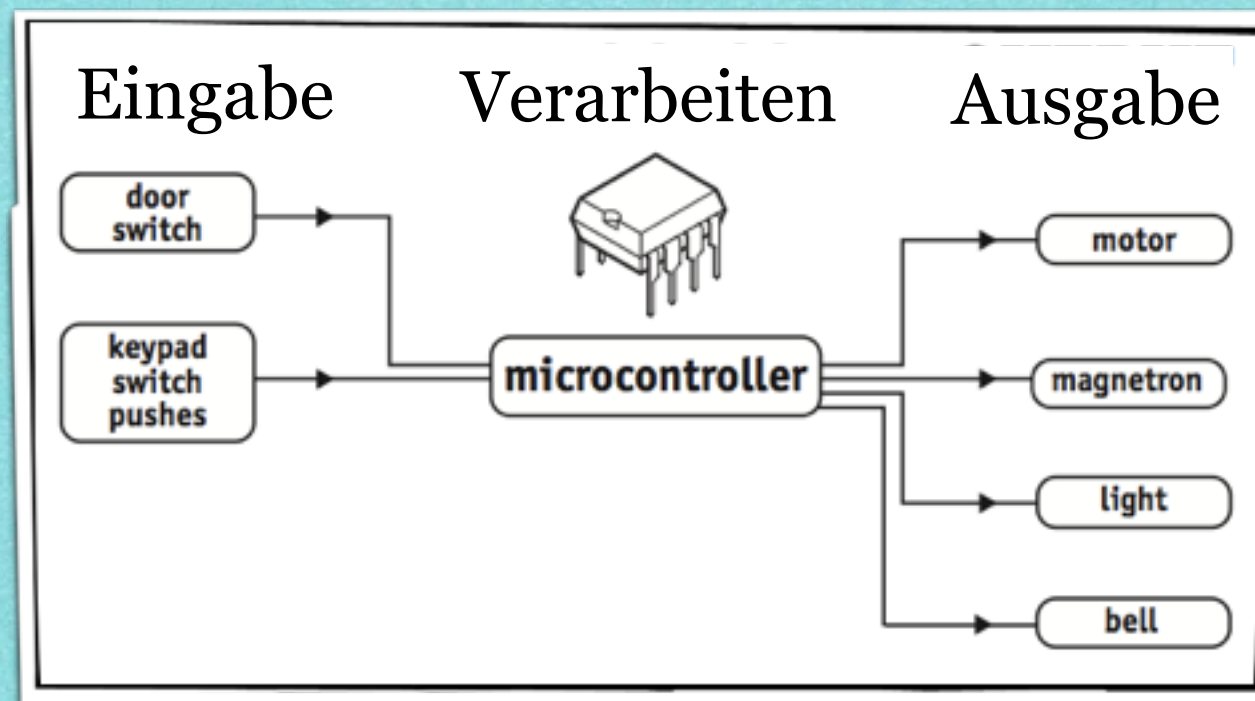 Eingabe Verarbeiten Ausgabe
door
switch
keypad
switch
pushes
microcontroller
motor
magnetron
light
bell